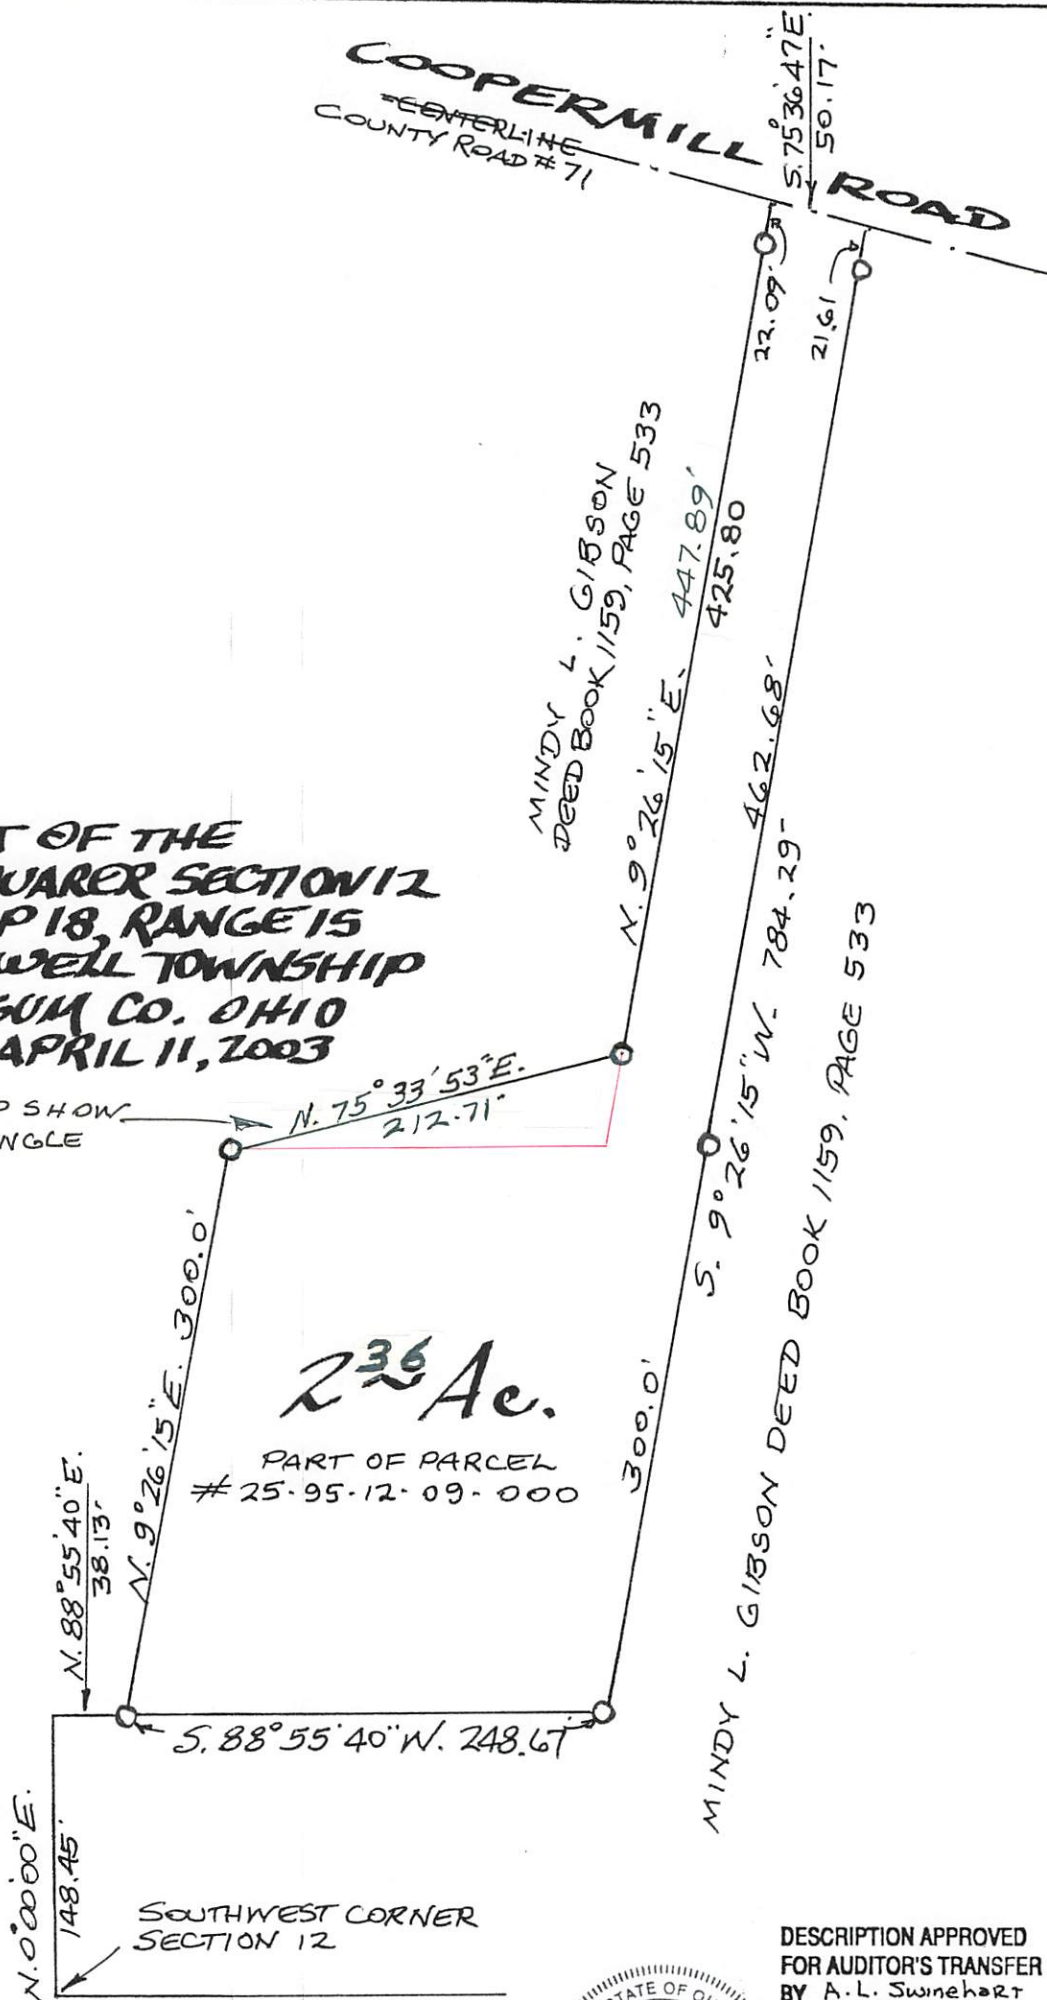 COOPERMILL ROAD
CENTERLINE
COUNTY ROAD # 71
S. 75°36'47"E.
50.17'
22.09'
21.61
MINDY L. GIBSON
DEED BOOK 1159, PAGE 533
N. 9°26'15"E. 447.89'
425.80
462.68'
S. 9°26'15"W. 784.29'
T OF THE
UARER SECTION 12
P 18, RANGE 15
WELL TOWNSHIP
GUM CO. OHIO
APRIL 11, 2003
SHOW
NGLE
N. 75°33'53"E.
212.71'
N. 9°26'15"E. 300.0'
2 36 Ac.
PART OF PARCEL
# 25-95-12-09-000
300.0'
MINDY L. GIBSON DEED BOOK 1159, PAGE 533
N. 88°55'40"E.
38.13'
S. 88°55'40"W. 248.67'
N. 0°00'00"E.
148.45'
SOUTHWEST CORNER
SECTION 12
DESCRIPTION APPROVED
FOR AUDITOR'S TRANSFER
BY A.L. Swinehart
STATE OF